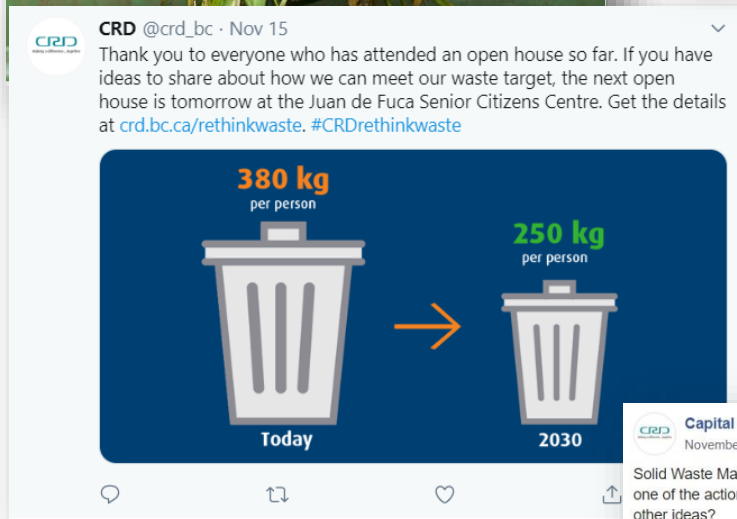 CRD @crd_bc · Nov 15
CRD
Thank you to everyone who has attended an open house so far. If you have
ideas to share about how we can meet our waste target, the next open
house is tomorrow at the Juan de Fuca Senior Citizens Centre. Get the details
at crd.bc.ca/rethinkwaste. #CRDrethinkwaste
380 kg
per person
250 kg
per person
Today
2030
CRD
Capital
Novembe
Solid Waste Ma
one of the action
other ideas?